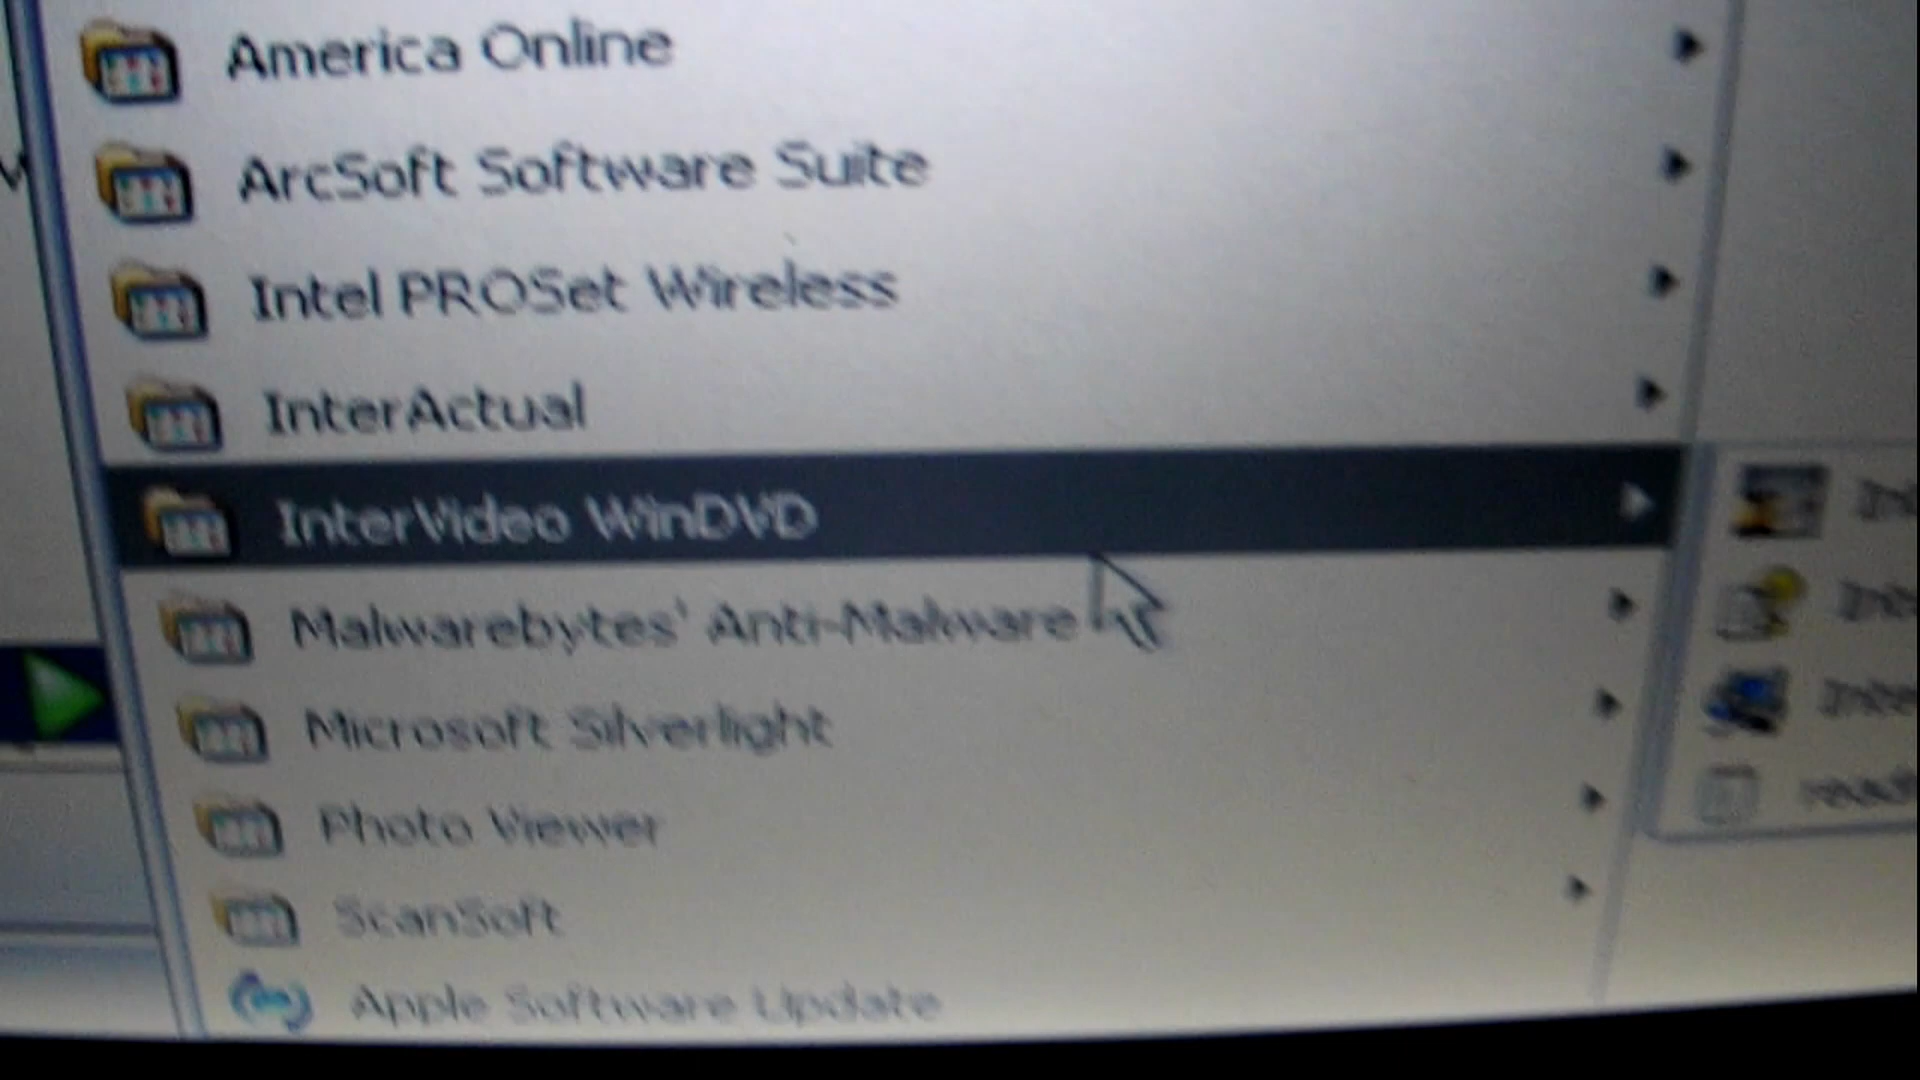 America Online
ArcSoft Software Suite
Intel PROSet Wireless
InterActual
InterVideo WinDVD
Malwarebytes' Anti-Malware
Microsoft Silverlight
Photo Viewer
ScanSoft
Apple Software Update